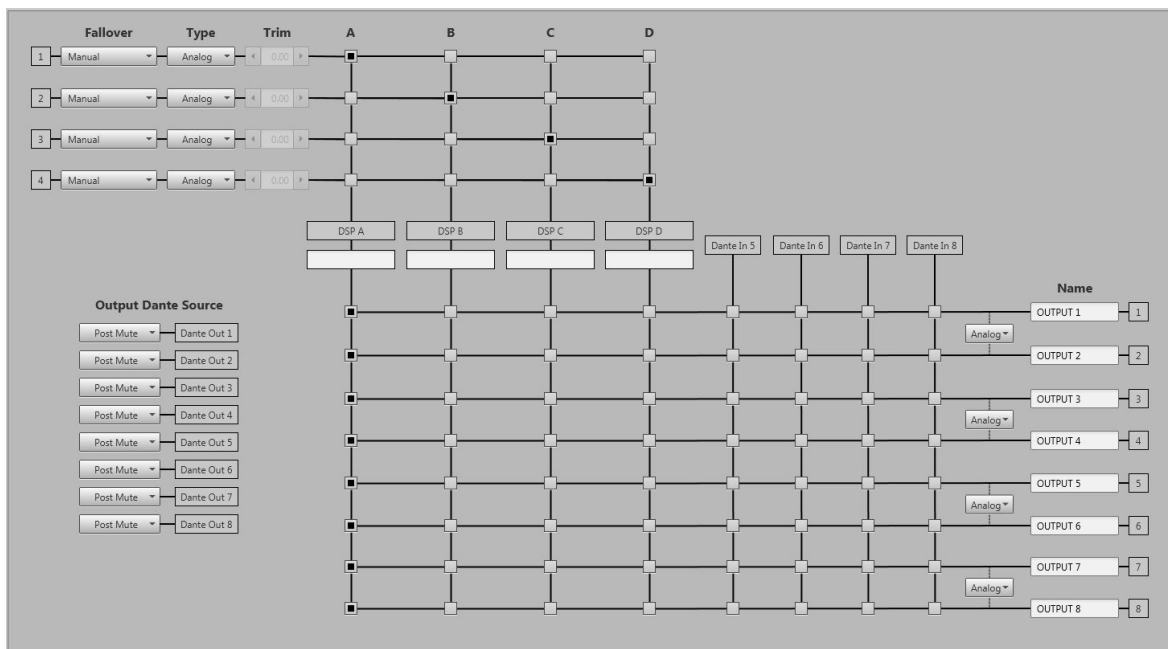 Fallover Type Trim A B C D
1 Manual Analog 0.00
2 Manual Analog 0.00
3 Manual Analog 0.00
4 Manual Analog 0.00
DSP A DSP B DSP C DSP D
Dante In 5 Dante In 6 Dante In 7 Dante In 8
Name
Output Dante Source
OUTPUT 1 1
Post Mute Dante Out 1
Analog
Post Mute Dante Out 2
OUTPUT 2 2
Post Mute Dante Out 3
OUTPUT 3 3
Post Mute Dante Out 4
Analog
Post Mute Dante Out 5
OUTPUT 4 4
Post Mute Dante Out 6
OUTPUT 5 5
Post Mute Dante Out 7
Analog
Post Mute Dante Out 8
OUTPUT 6 6
OUTPUT 7 7
Analog
OUTPUT 8 8